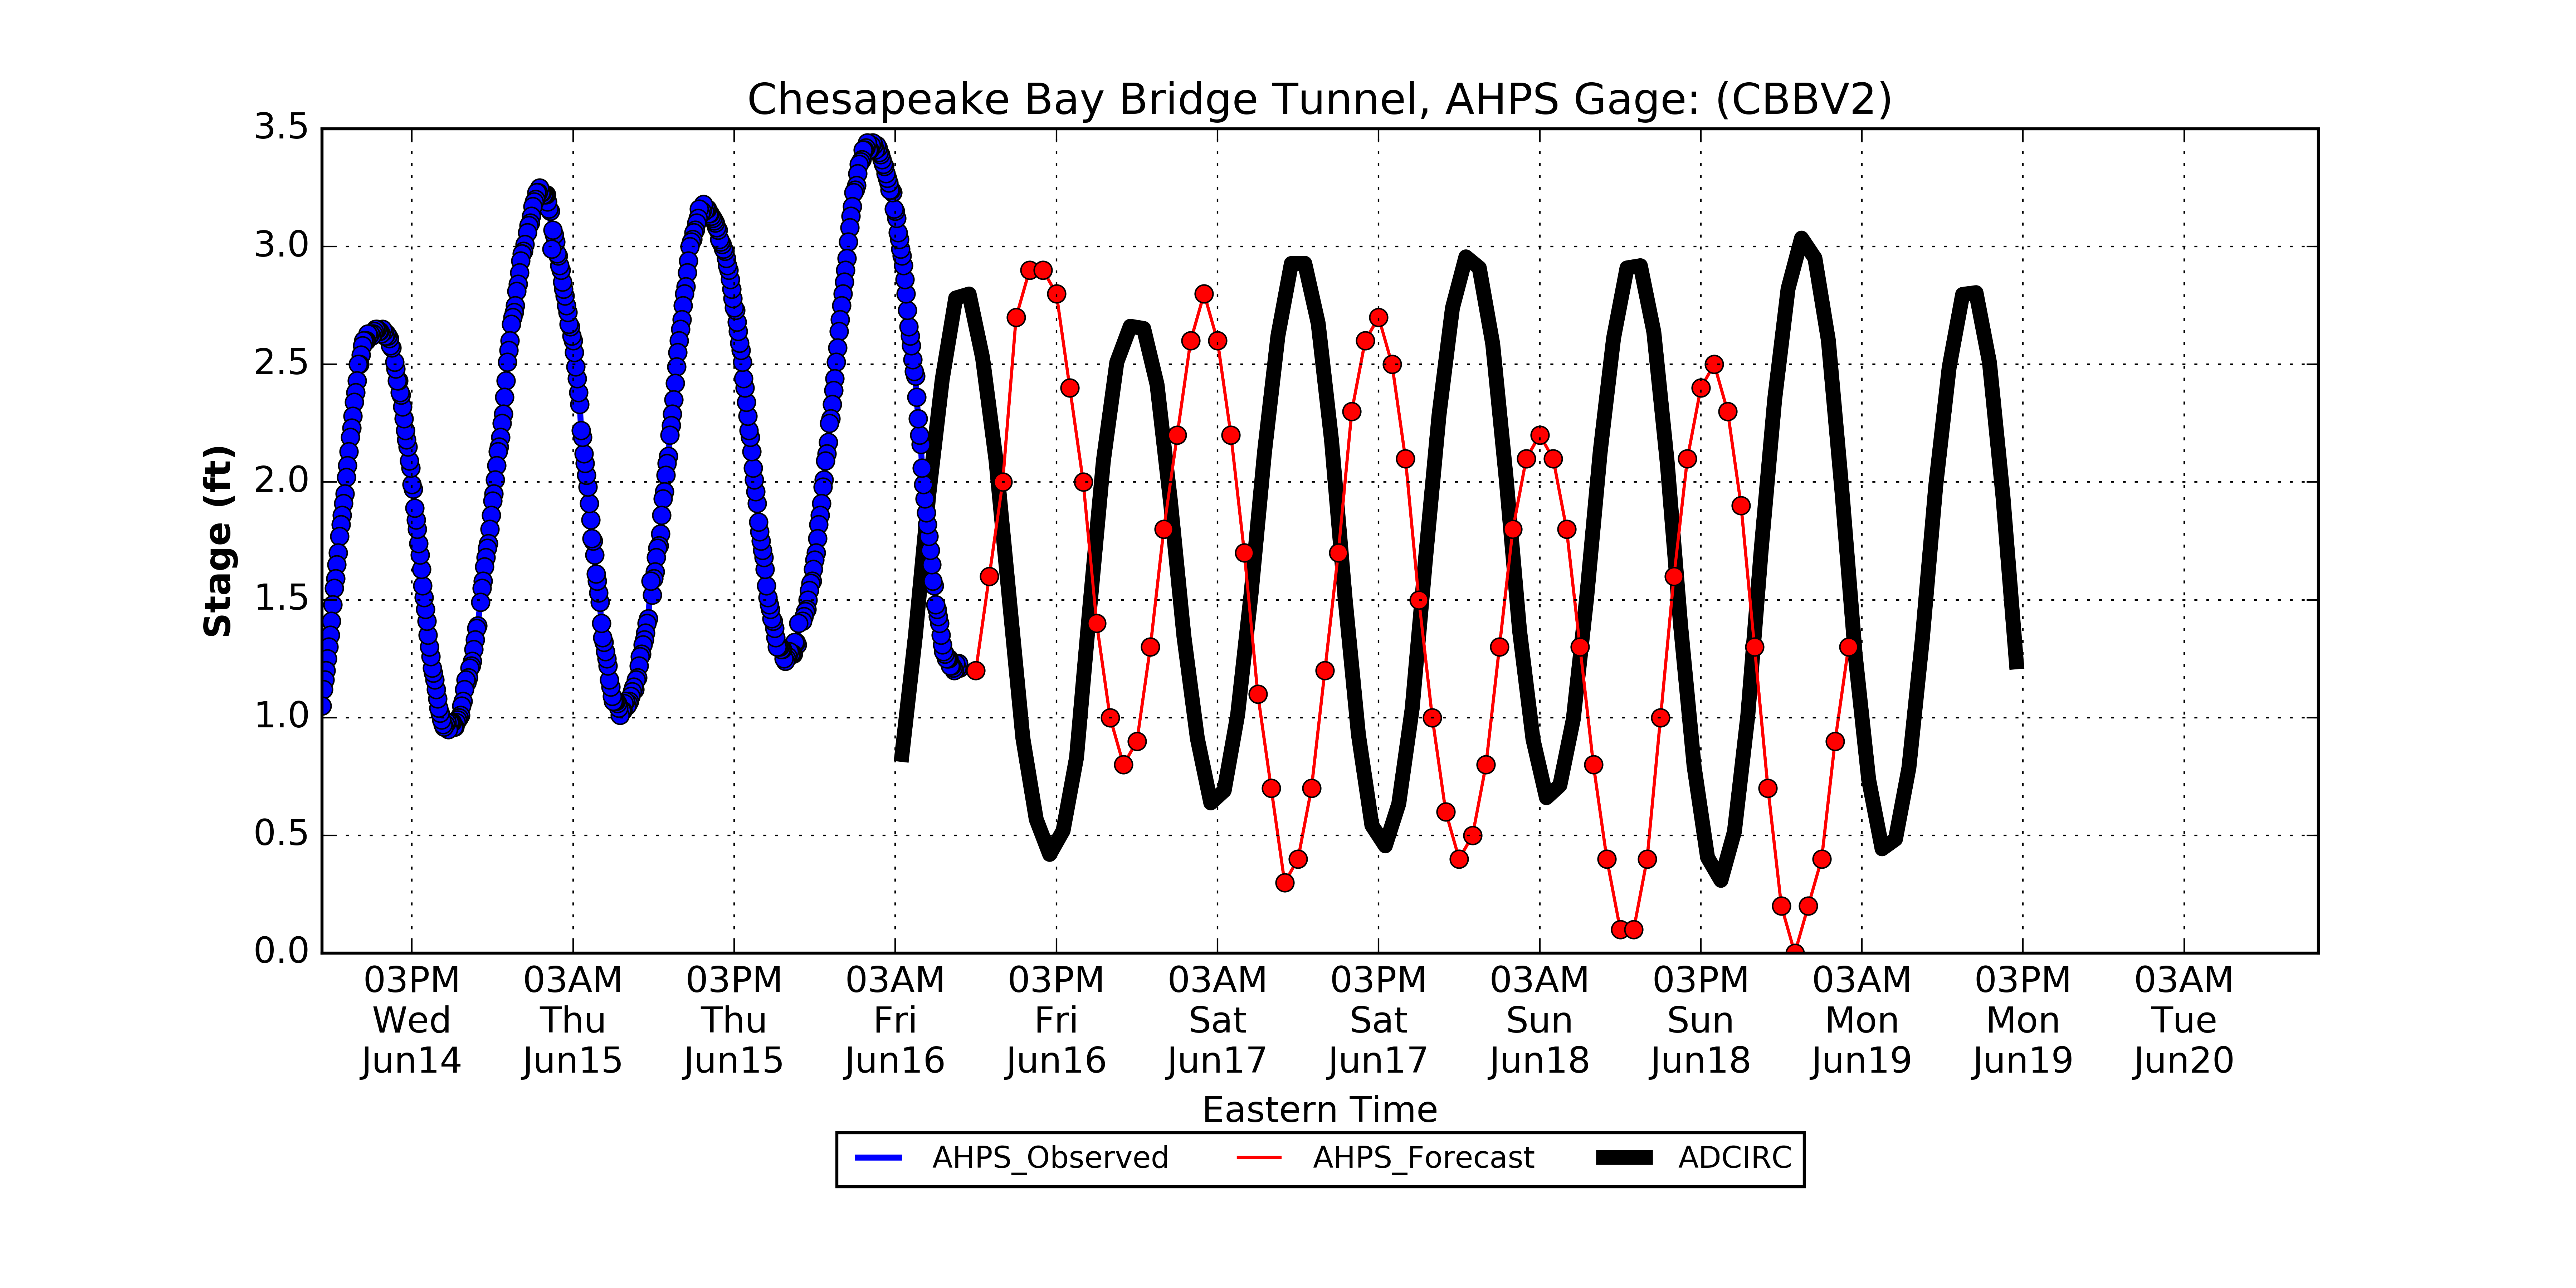 Chesapeake Bay Bridge Tunnel, AHPS Gage: (CBBV2)
3.5
3.0
2.5
2.0
1.5
1.0
0.5
0.0
Stage (ft)
03PM 03AM 03PM 03AM 03PM 03AM 03PM 03AM 03PM 03AM 03PM 03AM
Wed Thu Thu Fri Fri Sat Sat Sun Sun Mon Mon Tue
Jun14 Jun15 Jun15 Jun16 Jun16 Jun17 Jun17 Jun18 Jun18 Jun19 Jun19 Jun20
Eastern Time
AHPS_Observed AHPS_Forecast ADCIRC